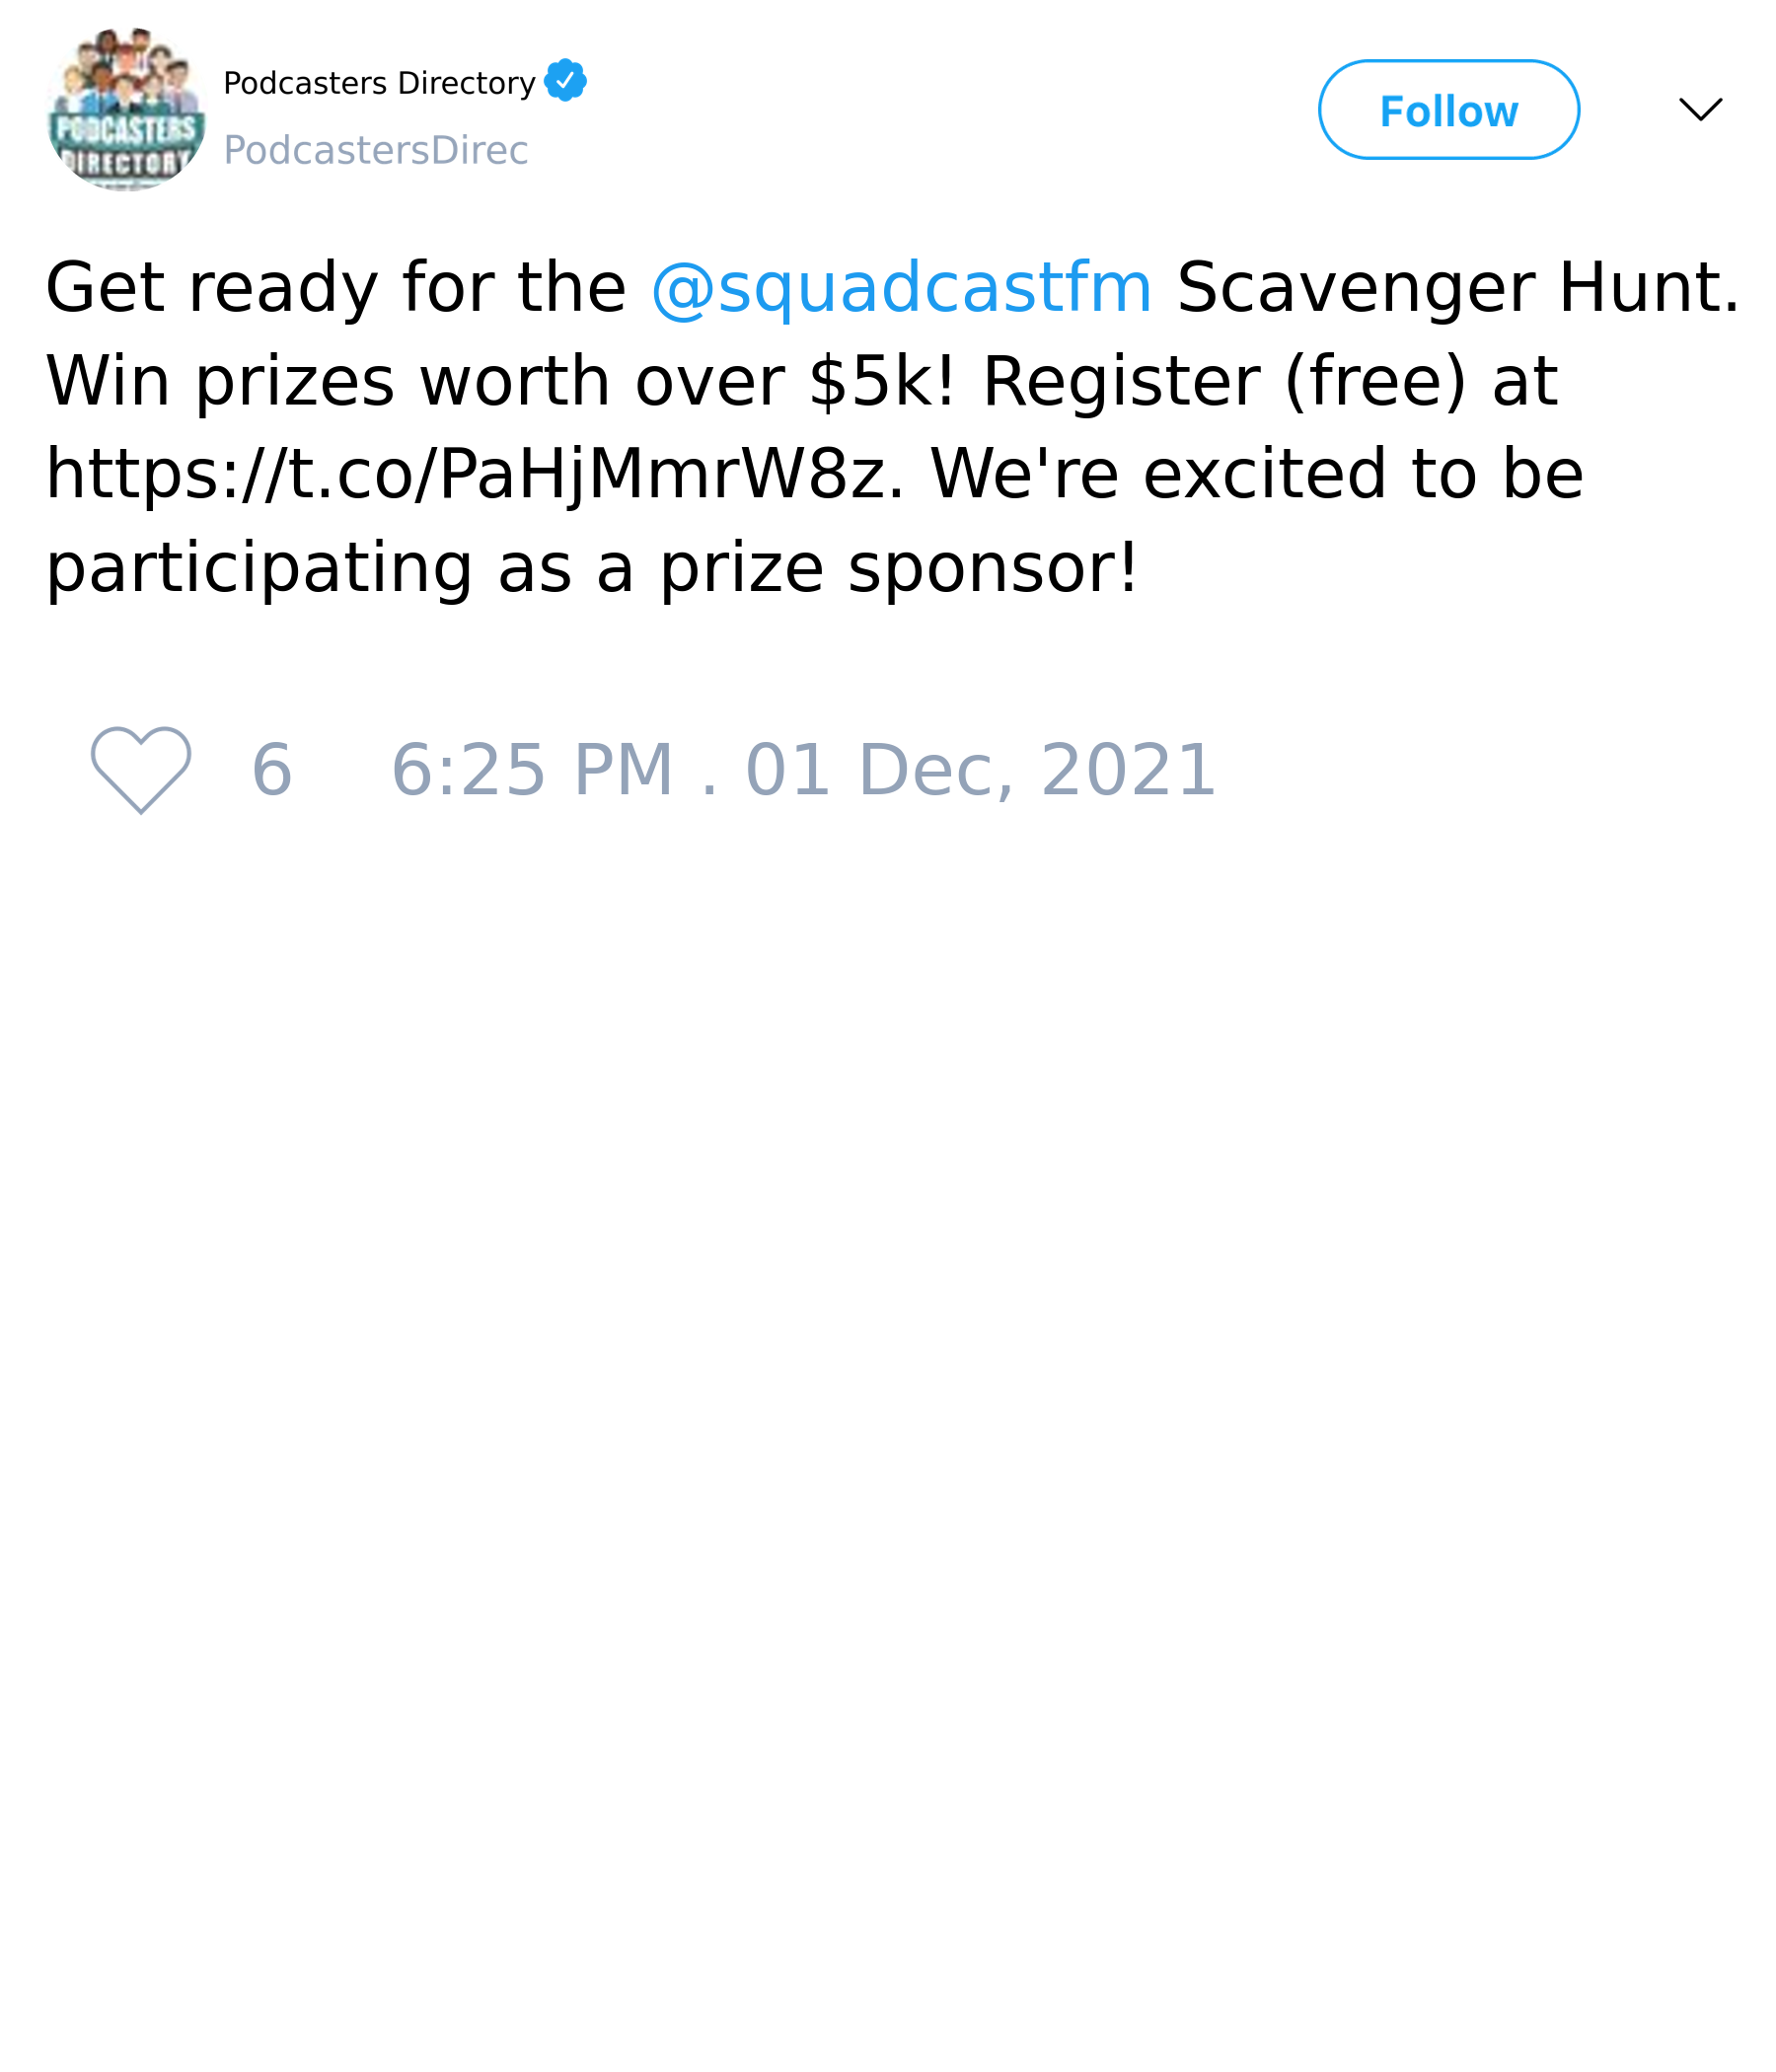 PODCASTERS
DIRECTORY
Podcasters Directory
PodcastersDirec
Follow
Get ready for the @squadcastfm Scavenger Hunt.
Win prizes worth over $5k! Register (free) at
https://t.co/PaHjMmrW8z. We're excited to be
participating as a prize sponsor!
6 6:25 PM . 01 Dec, 2021